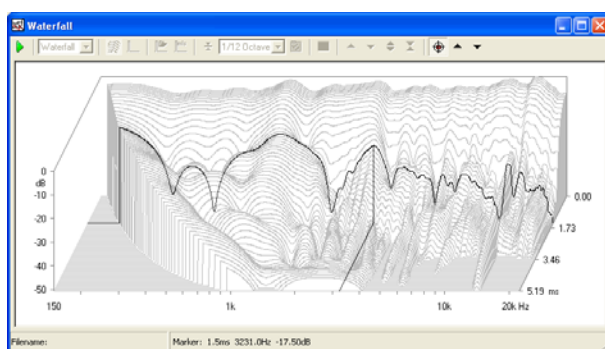 Waterfall
Waterfall
1/12 Octave
0
dB
-10
-20
-30
-40
-50
0.00
1.73
3.46
5.19 ms
150
1k
10k
20k Hz
Filename:
Marker: 1.5ms 3231.0Hz -17.50dB